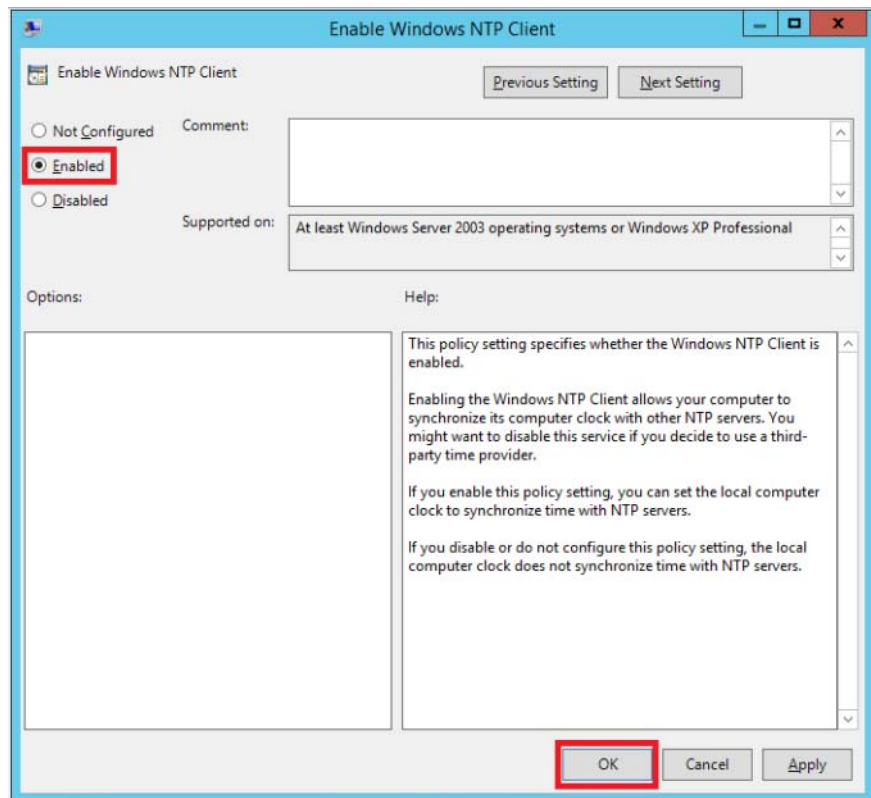 Enable Windows NTP Client
Enable Windows NTP Client
Previous Setting
Next Setting
Not Configured
Comment:
Enabled
Disabled
Supported on:
At least Windows Server 2003 operating systems or Windows XP Professional
Options:
Help:
This policy setting specifies whether the Windows NTP Client is
enabled.
Enabling the Windows NTP Client allows your computer to
synchronize its computer clock with other NTP servers. You
might want to disable this service if you decide to use a third-
party time provider.
If you enable this policy setting, you can set the local computer
clock to synchronize time with NTP servers.
If you disable or do not configure this policy setting, the local
computer clock does not synchronize time with NTP servers.
OK
Cancel
Apply